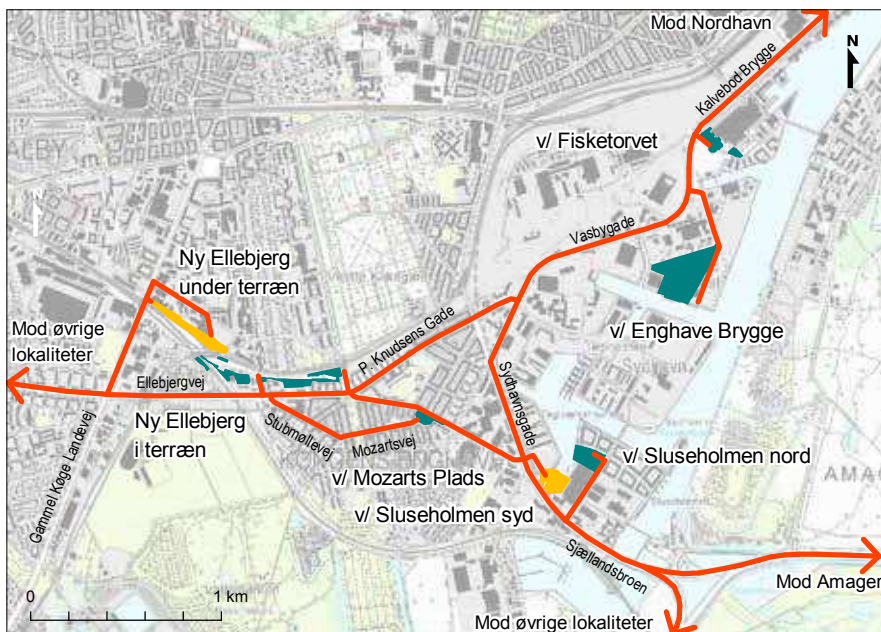 Mod Nordhavn
N
Kalvebod Brygge
v/ Fisketorvet
ALBY
Vasbygade
N
Ny Ellebjerg
under terræn
Mod øvrige
lokaliteter
v/ Enghave Brygge
P. Knudsens Gade
Ellebjergvej
Sydhavnsgade
Ny Ellebjerg
i terræn
Stubmøllevej
Mozartsvej
Gammel Køge Landevej
v/ Mozarts Plads
v/ Sluseholmen nord
AMAG
v/ Sluseholmen syd
Sjællandsbroen
0 1 km
Mod Amager
Mod øvrige lokaliteter